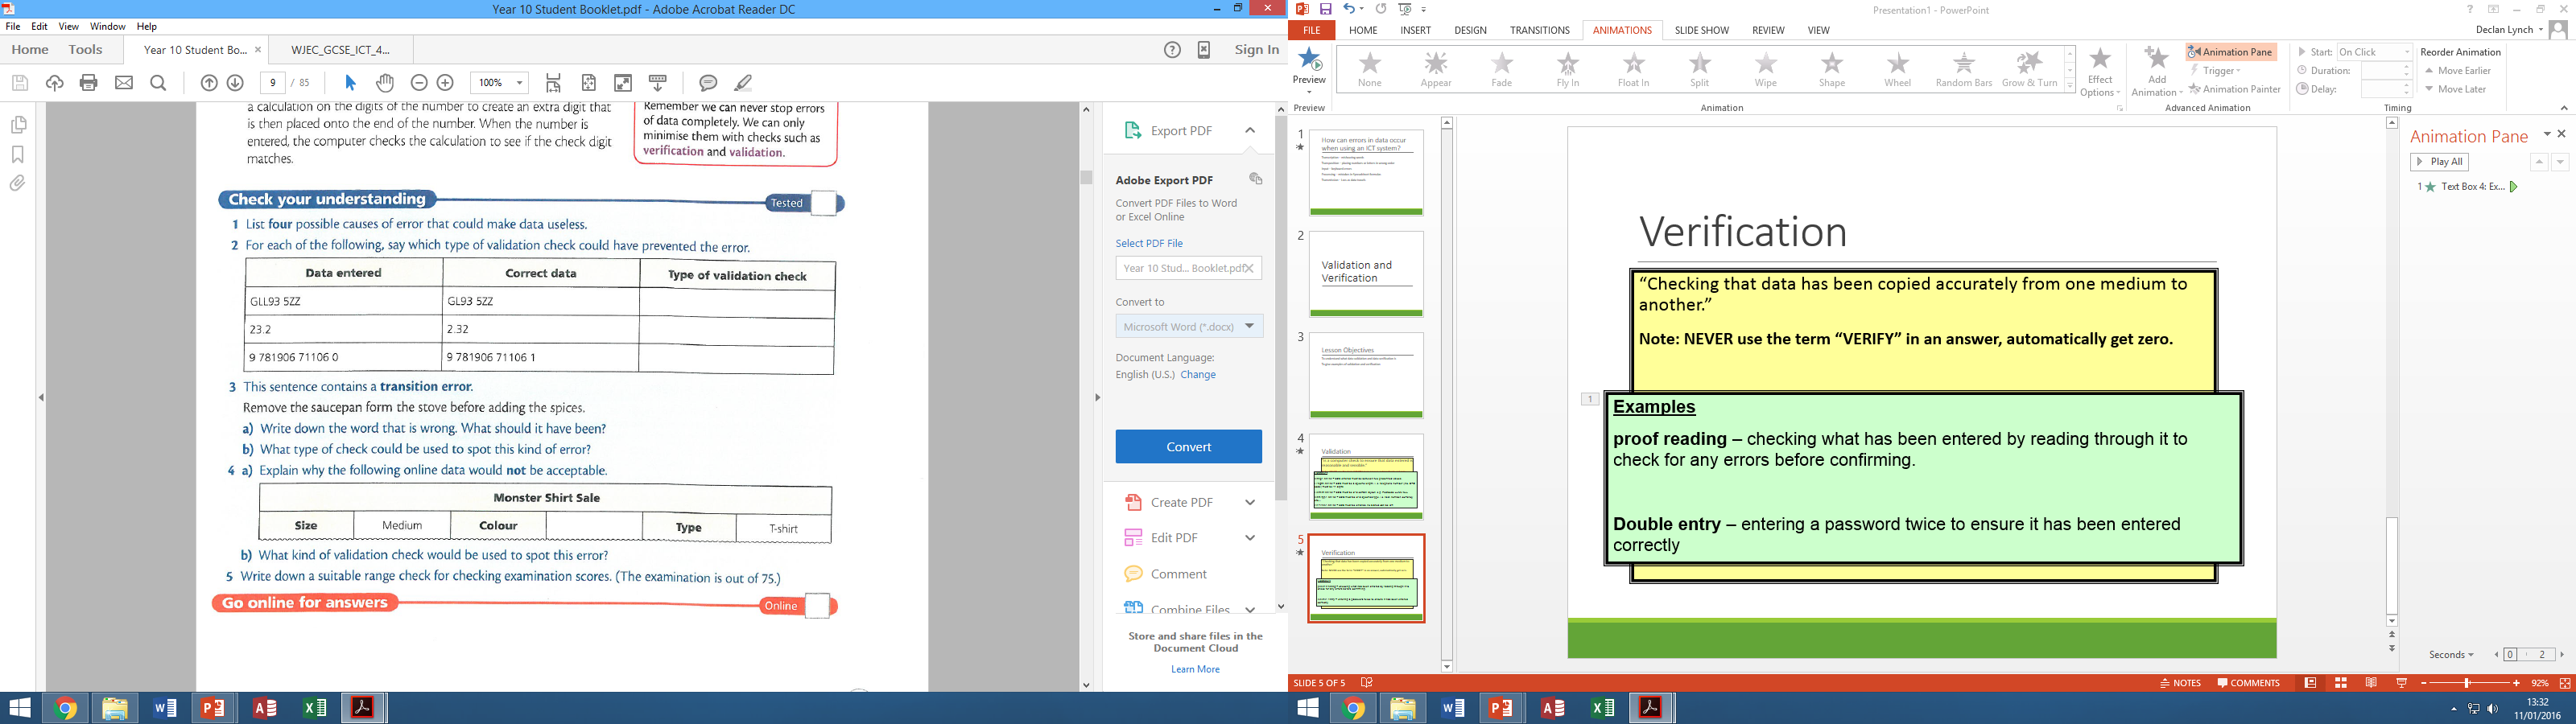 Year 10 Student Booklet.pdf - Adobe Acrobat Reader DC
File Edit View Window Help
Home Tools Year 10 Student Bo... × WJEC_GCSE_ICT_4... Sign In
9 / 85 100%
a calculation on the digits of the number to create an extra digit that
is then placed onto the end of the number. When the number is
entered, the computer checks the calculation to see if the check digit
matches.
Remember we can never stop errors
of data completely. We can only
minimise them with checks such as
verification and validation.
Check your understanding Tested
1 List four possible causes of error that could make data useless.
2 For each of the following, say which type of validation check could have prevented the error.
Data entered Correct data Type of validation check
GLL93 5ZZ GL93 5ZZ
23.2 2.32
9 781906 71106 0 9 781906 71106 1
3 This sentence contains a transition error.
Remove the saucepan form the stove before adding the spices.
a) Write down the word that is wrong. What should it have been?
b) What type of check could be used to spot this kind of error?
4 a) Explain why the following online data would not be acceptable.
Monster Shirt Sale
Size Medium Colour Type T-shirt
b) What kind of validation check would be used to spot this error?
5 Write down a suitable range check for checking examination scores. (The examination is out of 75.)
Go online for answers Online
Export PDF
Adobe Export PDF
Convert PDF Files to Word
or Excel Online
Select PDF File
Year 10 Stud... Booklet.pdf
Convert to
Microsoft Word (*.docx)
Document Language:
English (U.S.) Change
Convert
Create PDF
Edit PDF
Comment
Combine Files
Store and share files in the
Document Cloud
Learn More
Presentation1 - PowerPoint
FILE HOME INSERT DESIGN TRANSITIONS ANIMATIONS SLIDE SHOW REVIEW VIEW Declan Lynch
Preview
None Appear Fade Fly In Float In Split Wipe Shape Wheel Random Bars Grow & Turn
Effect
Options
Add
Animation
Animation Pane
Trigger
Animation Painter
Start: On Click
Duration:
Delay:
Reorder Animation
Move Earlier
Move Later
Preview Animation Advanced Animation Timing
1
How can errors in data occur
when using an ICT system?
2
Validation and
Verification
3
Lesson Objectives
4
Validation
5
Verification
Verification
“Checking that data has been copied accurately from one medium to
another.”
Note: NEVER use the term “VERIFY” in an answer, automatically get zero.
1
Examples
proof reading – checking what has been entered by reading through it to
check for any errors before confirming.
Double entry – entering a password twice to ensure it has been entered
correctly
Animation Pane
Play All
1 Text Box 4: Ex...
Seconds 0 2
SLIDE 5 OF 5 NOTES COMMENTS 92%
13:32
11/01/2016